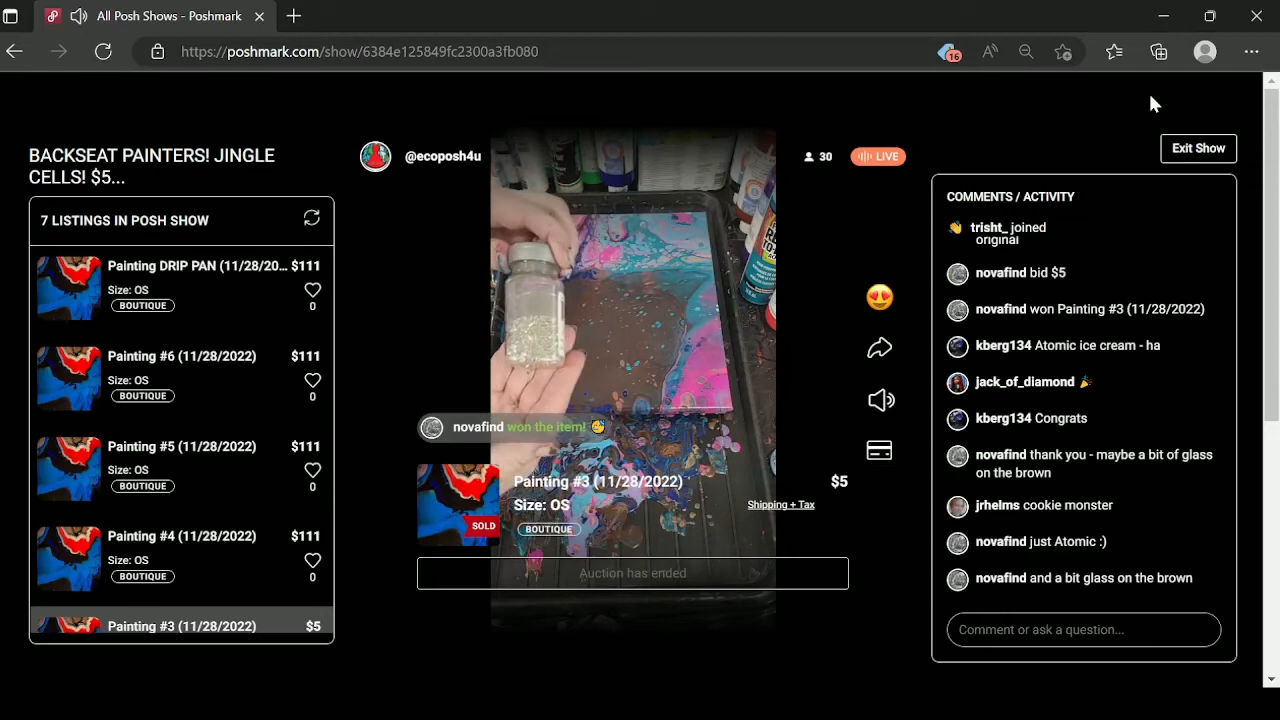 All Posh Shows - Poshmark
https://poshmark.com/show/6384e125849fc2300a3fb080
16
BACKSEAT PAINTERS! JINGLE
CELLS! $5...
7 LISTINGS IN POSH SHOW
Painting DRIP PAN (11/28/20... $111
Size: OS
BOUTIQUE
0
Painting #6 (11/28/2022) $111
Size: OS
BOUTIQUE
0
Painting #5 (11/28/2022) $111
Size: OS
BOUTIQUE
0
Painting #4 (11/28/2022) $111
Size: OS
BOUTIQUE
0
Painting #3 (11/28/2022) $5
@ecoposh4u
30
LIVE
novafind won the item!
Painting #3 (11/28/2022)
$5
Size: OS
Shipping + Tax
SOLD
BOUTIQUE
Auction has ended
Exit Show
COMMENTS / ACTIVITY
trisht_ joined
original
novafind bid $5
novafind won Painting #3 (11/28/2022)
kberg134 Atomic ice cream - ha
jack_of_diamond 🎉
kberg134 Congrats
novafind thank you - maybe a bit of glass
on the brown
jrhelms cookie monster
novafind just Atomic :)
novafind and a bit glass on the brown
Comment or ask a question...